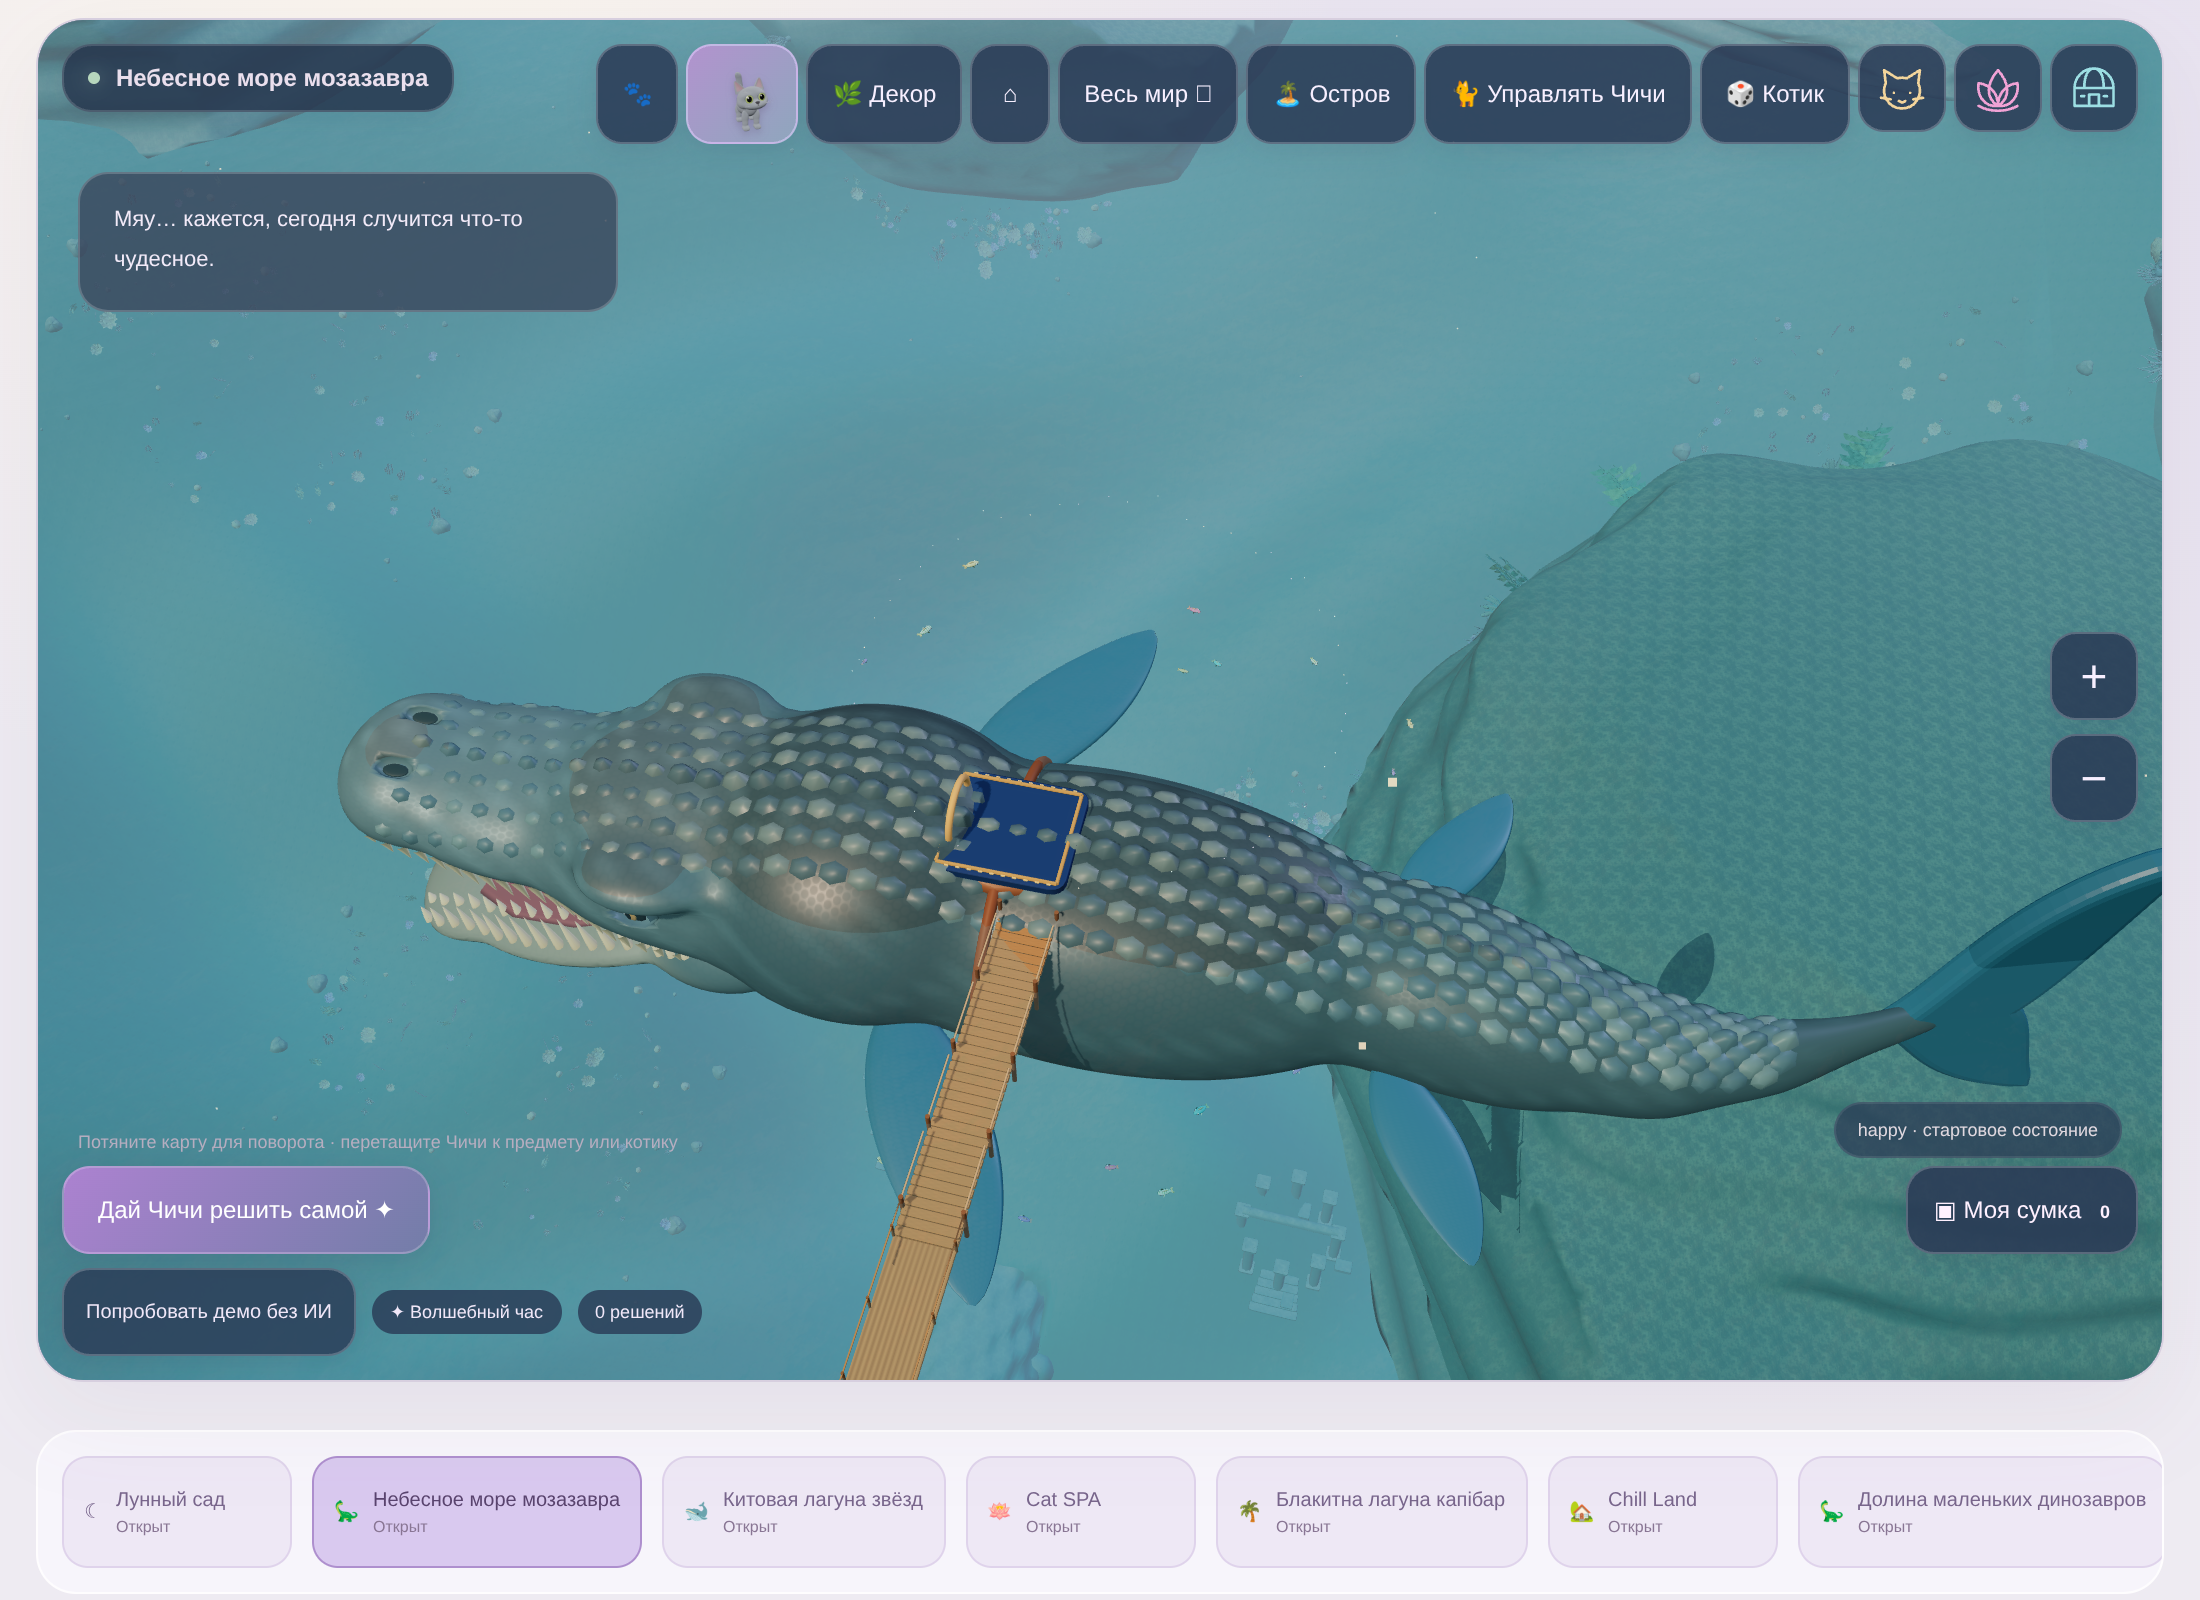 Небесное море мозазавра
Декор
Весь мир
Остров
Управлять Чичи
Котик
Мяу… кажется, сегодня случится что-то
чудесное.
+
−
Потяните карту для поворота · перетащите Чичи к предмету или котику
happy · стартовое состояние
Дай Чичи решить самой ✦
Моя сумка 0
Попробовать демо без ИИ
✦ Волшебный час
0 решений
Лунный сад
Открыт
Небесное море мозазавра
Открыт
Китовая лагуна звёзд
Открыт
Cat SPA
Открыт
Блакитна лагуна капібар
Открыт
Chill Land
Открыт
Долина маленьких динозавров
Открыт